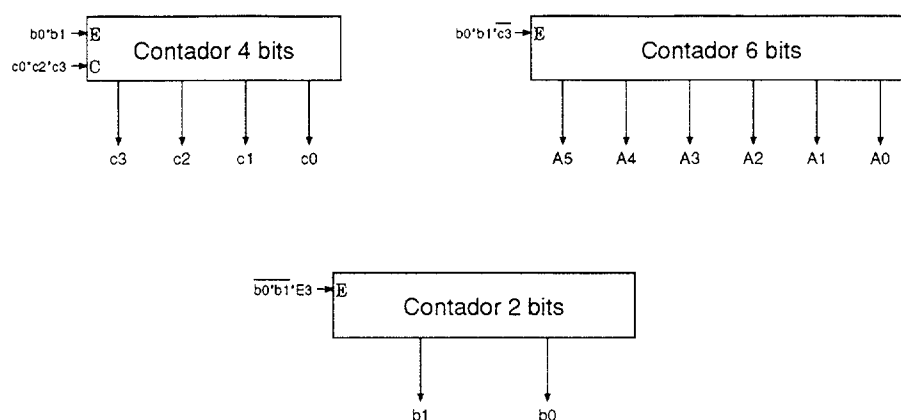 b0*b1 E
Contador 4 bits
c0*c2*c3 C
c3 c2 c1 c0
b0*b1*c3 E
Contador 6 bits
A5 A4 A3 A2 A1 A0
b0*b1*E3 E
Contador 2 bits
b1 b0